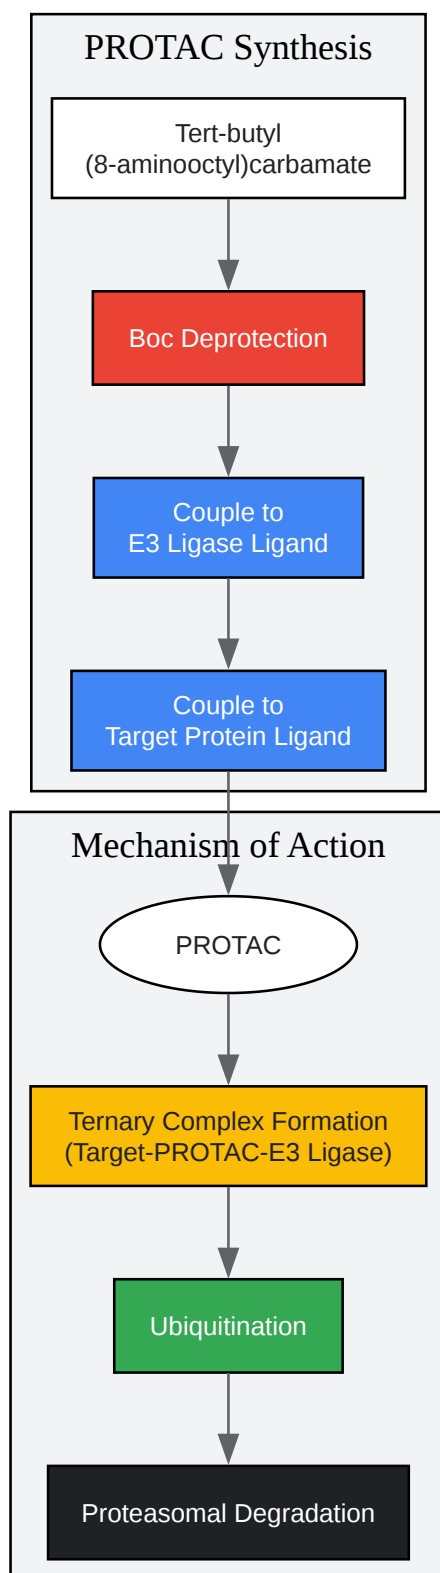 PROTAC Synthesis
Tert-butyl
(8-aminooctyl)carbamate
Boc Deprotection
Couple to
E3 Ligase Ligand
Couple to
Target Protein Ligand
Mechanism of Action
PROTAC
Ternary Complex Formation
(Target-PROTAC-E3 Ligase)
Ubiquitination
Proteasomal Degradation